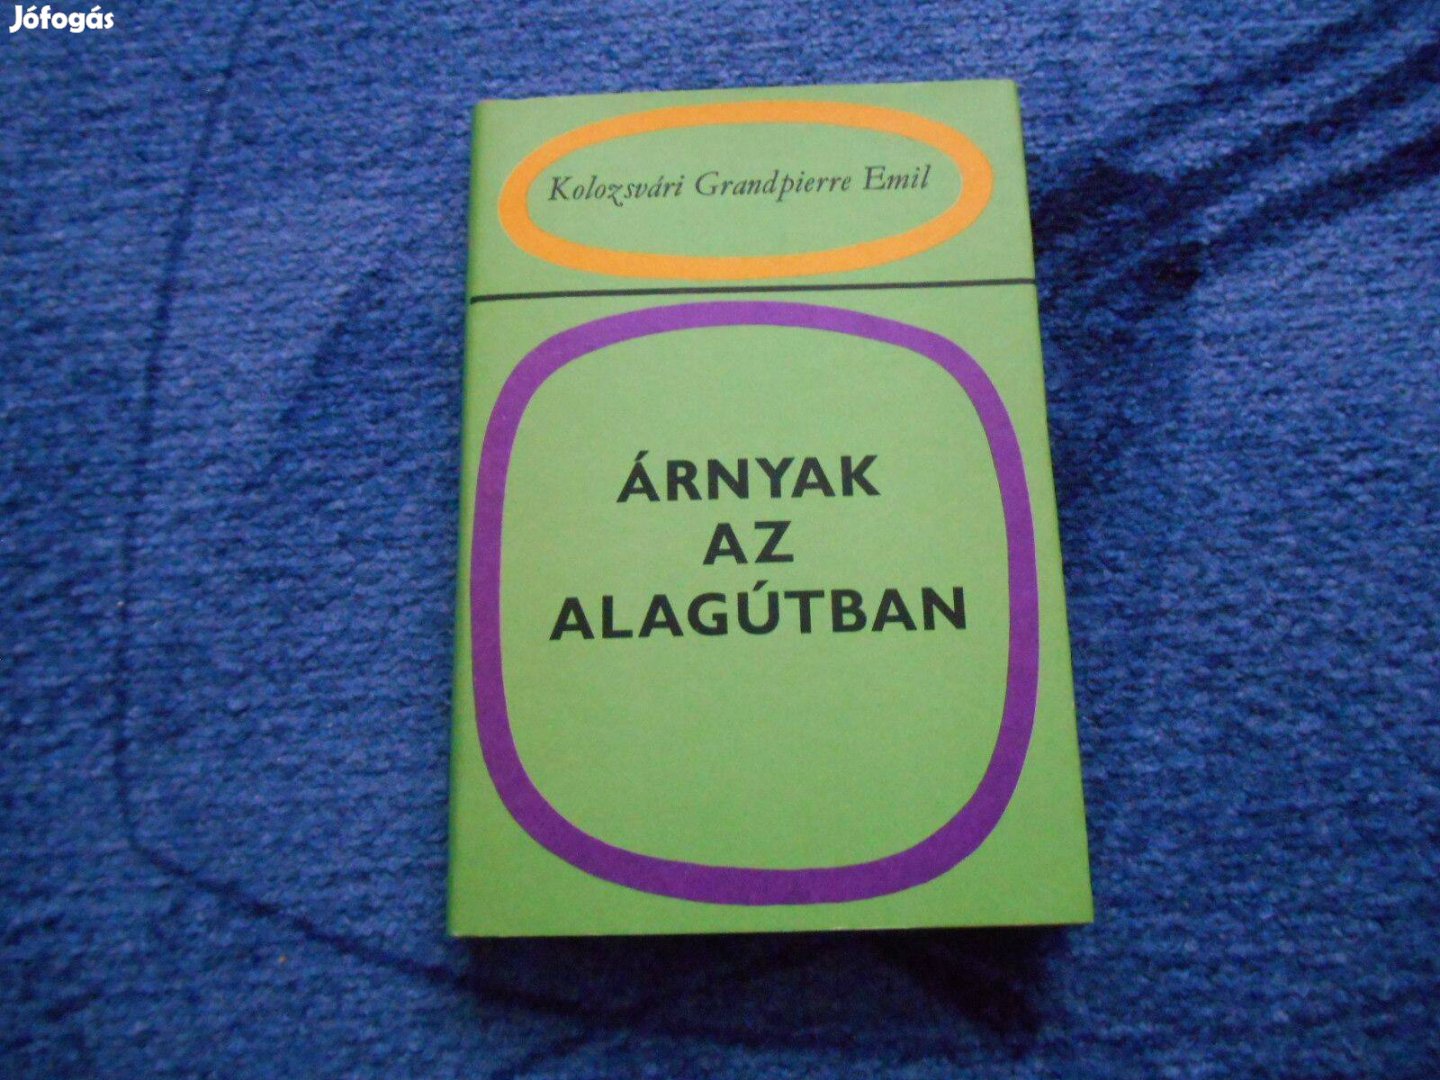 Jófogás
Kolozsvári Grandpierre Emil
ÁRNYAK
AZ
ALAGÚTBAN